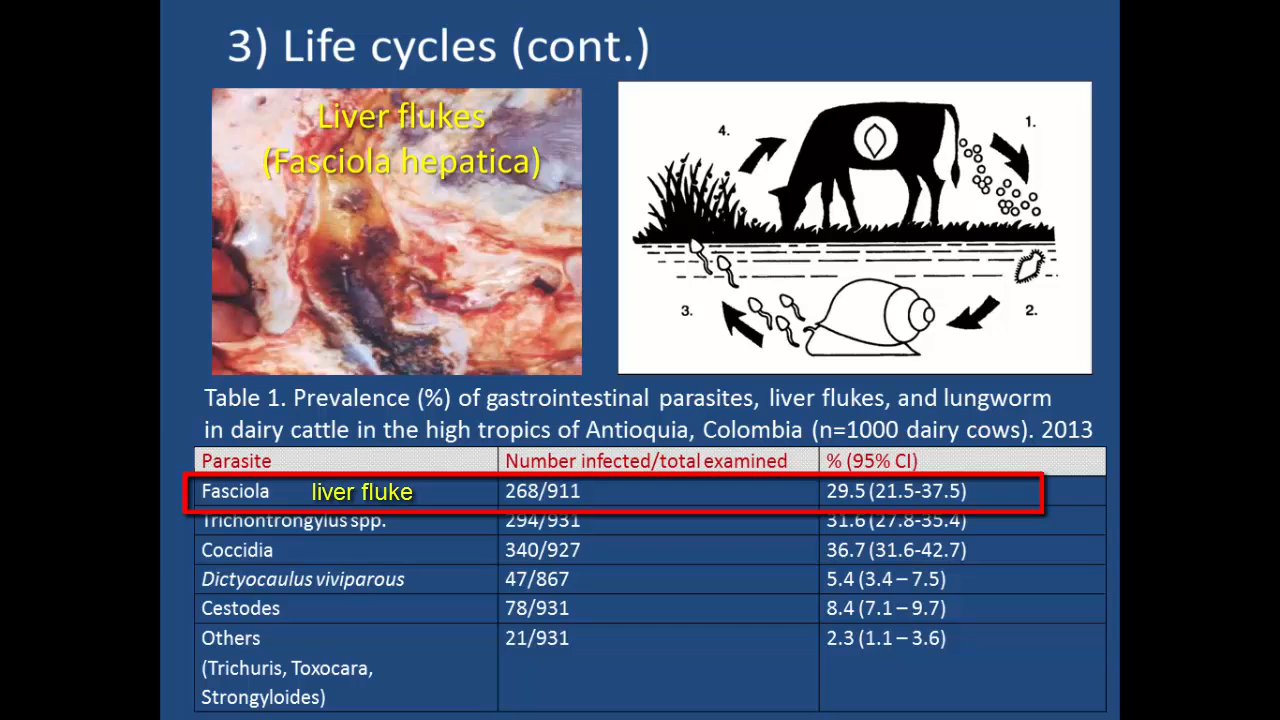 3) Life cycles (cont.)
Liver flukes
(Fasciola hepatica)
4.
1.
3.
2.
Table 1. Prevalence (%) of gastrointestinal parasites, liver flukes, and lungworm
in dairy cattle in the high tropics of Antioquia, Colombia (n=1000 dairy cows). 2013
Parasite Number infected/total examined % (95% CI)
Fasciola liver fluke 268/911 29.5 (21.5-37.5)
Trichontrongylus spp. 294/931 31.6 (27.8-35.4)
Coccidia 340/927 36.7 (31.6-42.7)
Dictyocaulus viviparous 47/867 5.4 (3.4 – 7.5)
Cestodes 78/931 8.4 (7.1 – 9.7)
Others 21/931 2.3 (1.1 – 3.6)
(Trichuris, Toxocara,
Strongyloides)